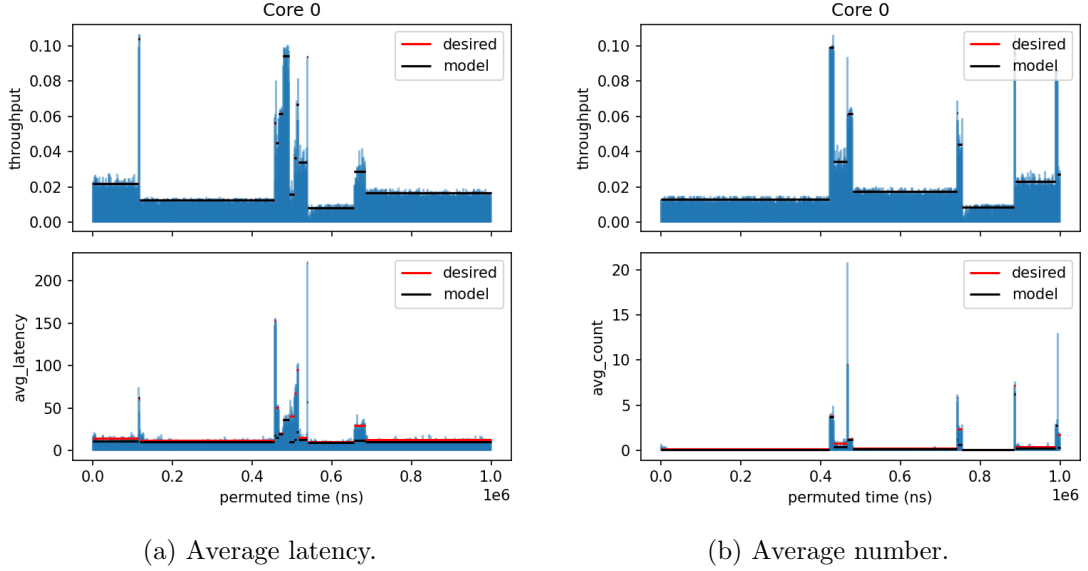 Core 0
throughput
0.10
0.08
0.06
0.04
0.02
0.00
desired
model
avg_latency
200
150
100
50
0
desired
model
0.0 0.2 0.4 0.6 0.8 1.0
permuted time (ns)
1e6
(a) Average latency.
Core 0
throughput
0.10
0.08
0.06
0.04
0.02
0.00
desired
model
avg_count
20
15
10
5
0
desired
model
0.0 0.2 0.4 0.6 0.8 1.0
permuted time (ns)
1e6
(b) Average number.